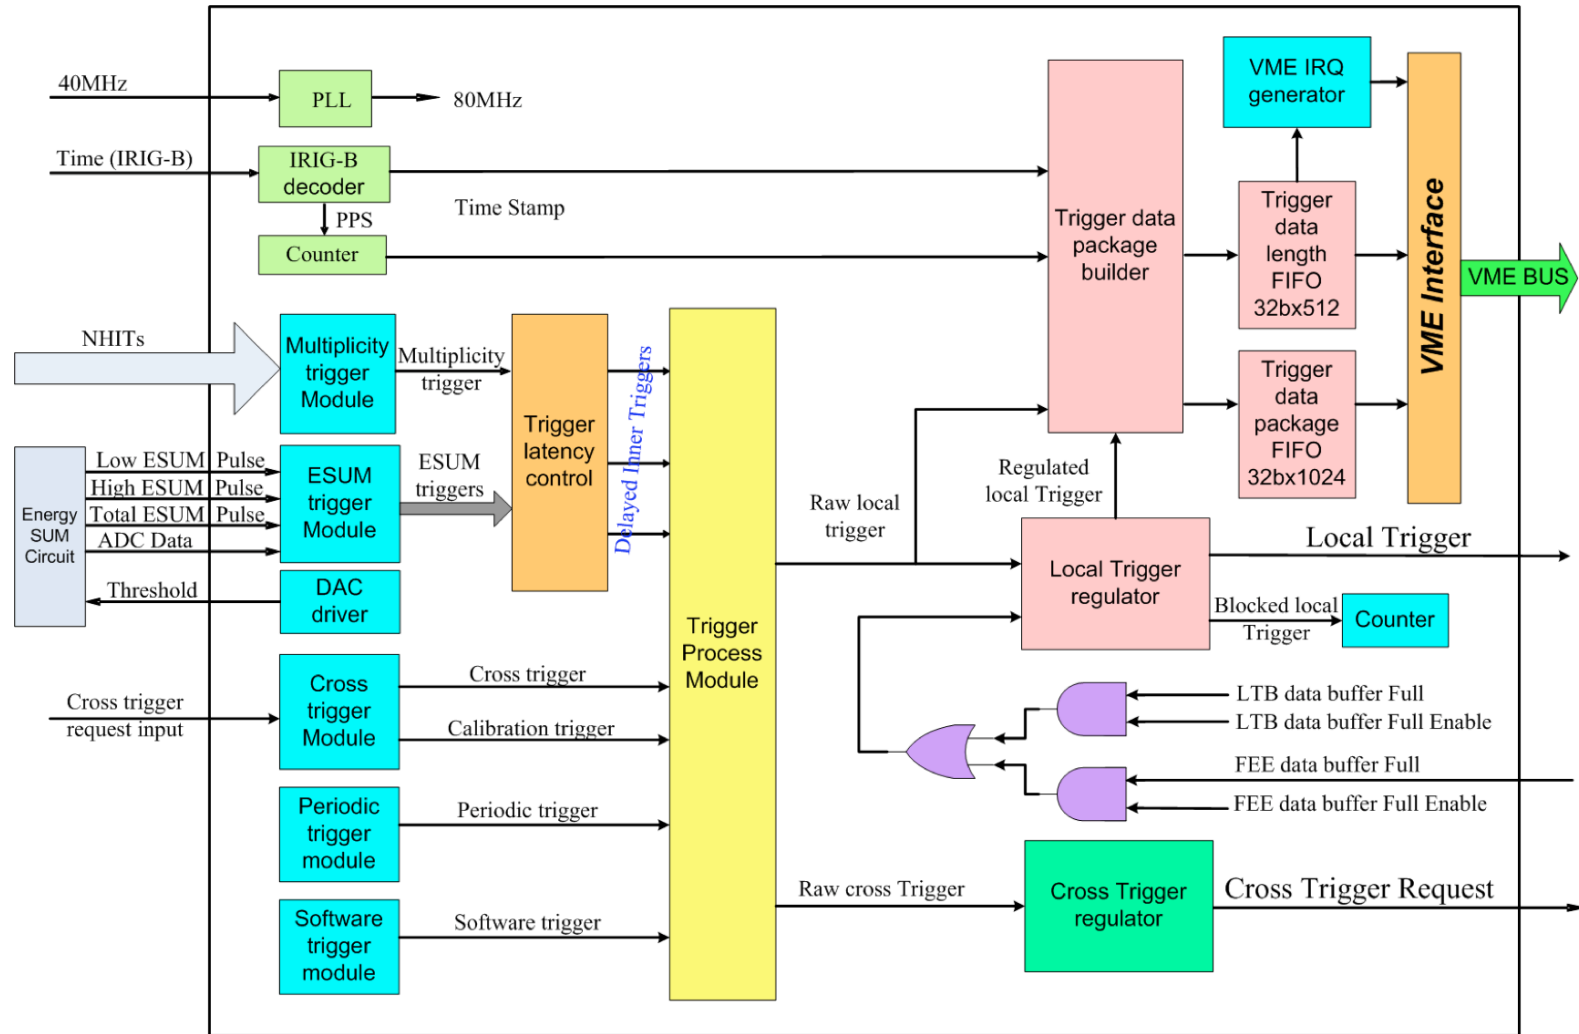 40MHz
PLL
80MHz
Time (IRIG-B)
IRIG-B
decoder
PPS
Time Stamp
Counter
NHITs
Multiplicity
trigger
Module
Multiplicity
trigger
Trigger
latency
control
Delayed Inner Triggers
Energy
SUM
Circuit
Low ESUM Pulse
High ESUM Pulse
Total ESUM Pulse
ADC Data
Threshold
ESUM
trigger
Module
ESUM
triggers
DAC
driver
Cross trigger
request input
Cross
trigger
Module
Cross trigger
Calibration trigger
Periodic
trigger
module
Periodic trigger
Software
trigger
module
Software trigger
Trigger
Process
Module
Raw local
trigger
Raw cross Trigger
Trigger data
package
builder
Regulated
local Trigger
Local Trigger
regulator
Local Trigger
Blocked local
Trigger
Counter
LTB data buffer Full
LTB data buffer Full Enable
FEE data buffer Full
FEE data buffer Full Enable
Cross Trigger
regulator
Cross Trigger Request
VME IRQ
generator
Trigger
data
length
FIFO
32bx512
Trigger
data
package
FIFO
32bx1024
VME Interface
VME BUS